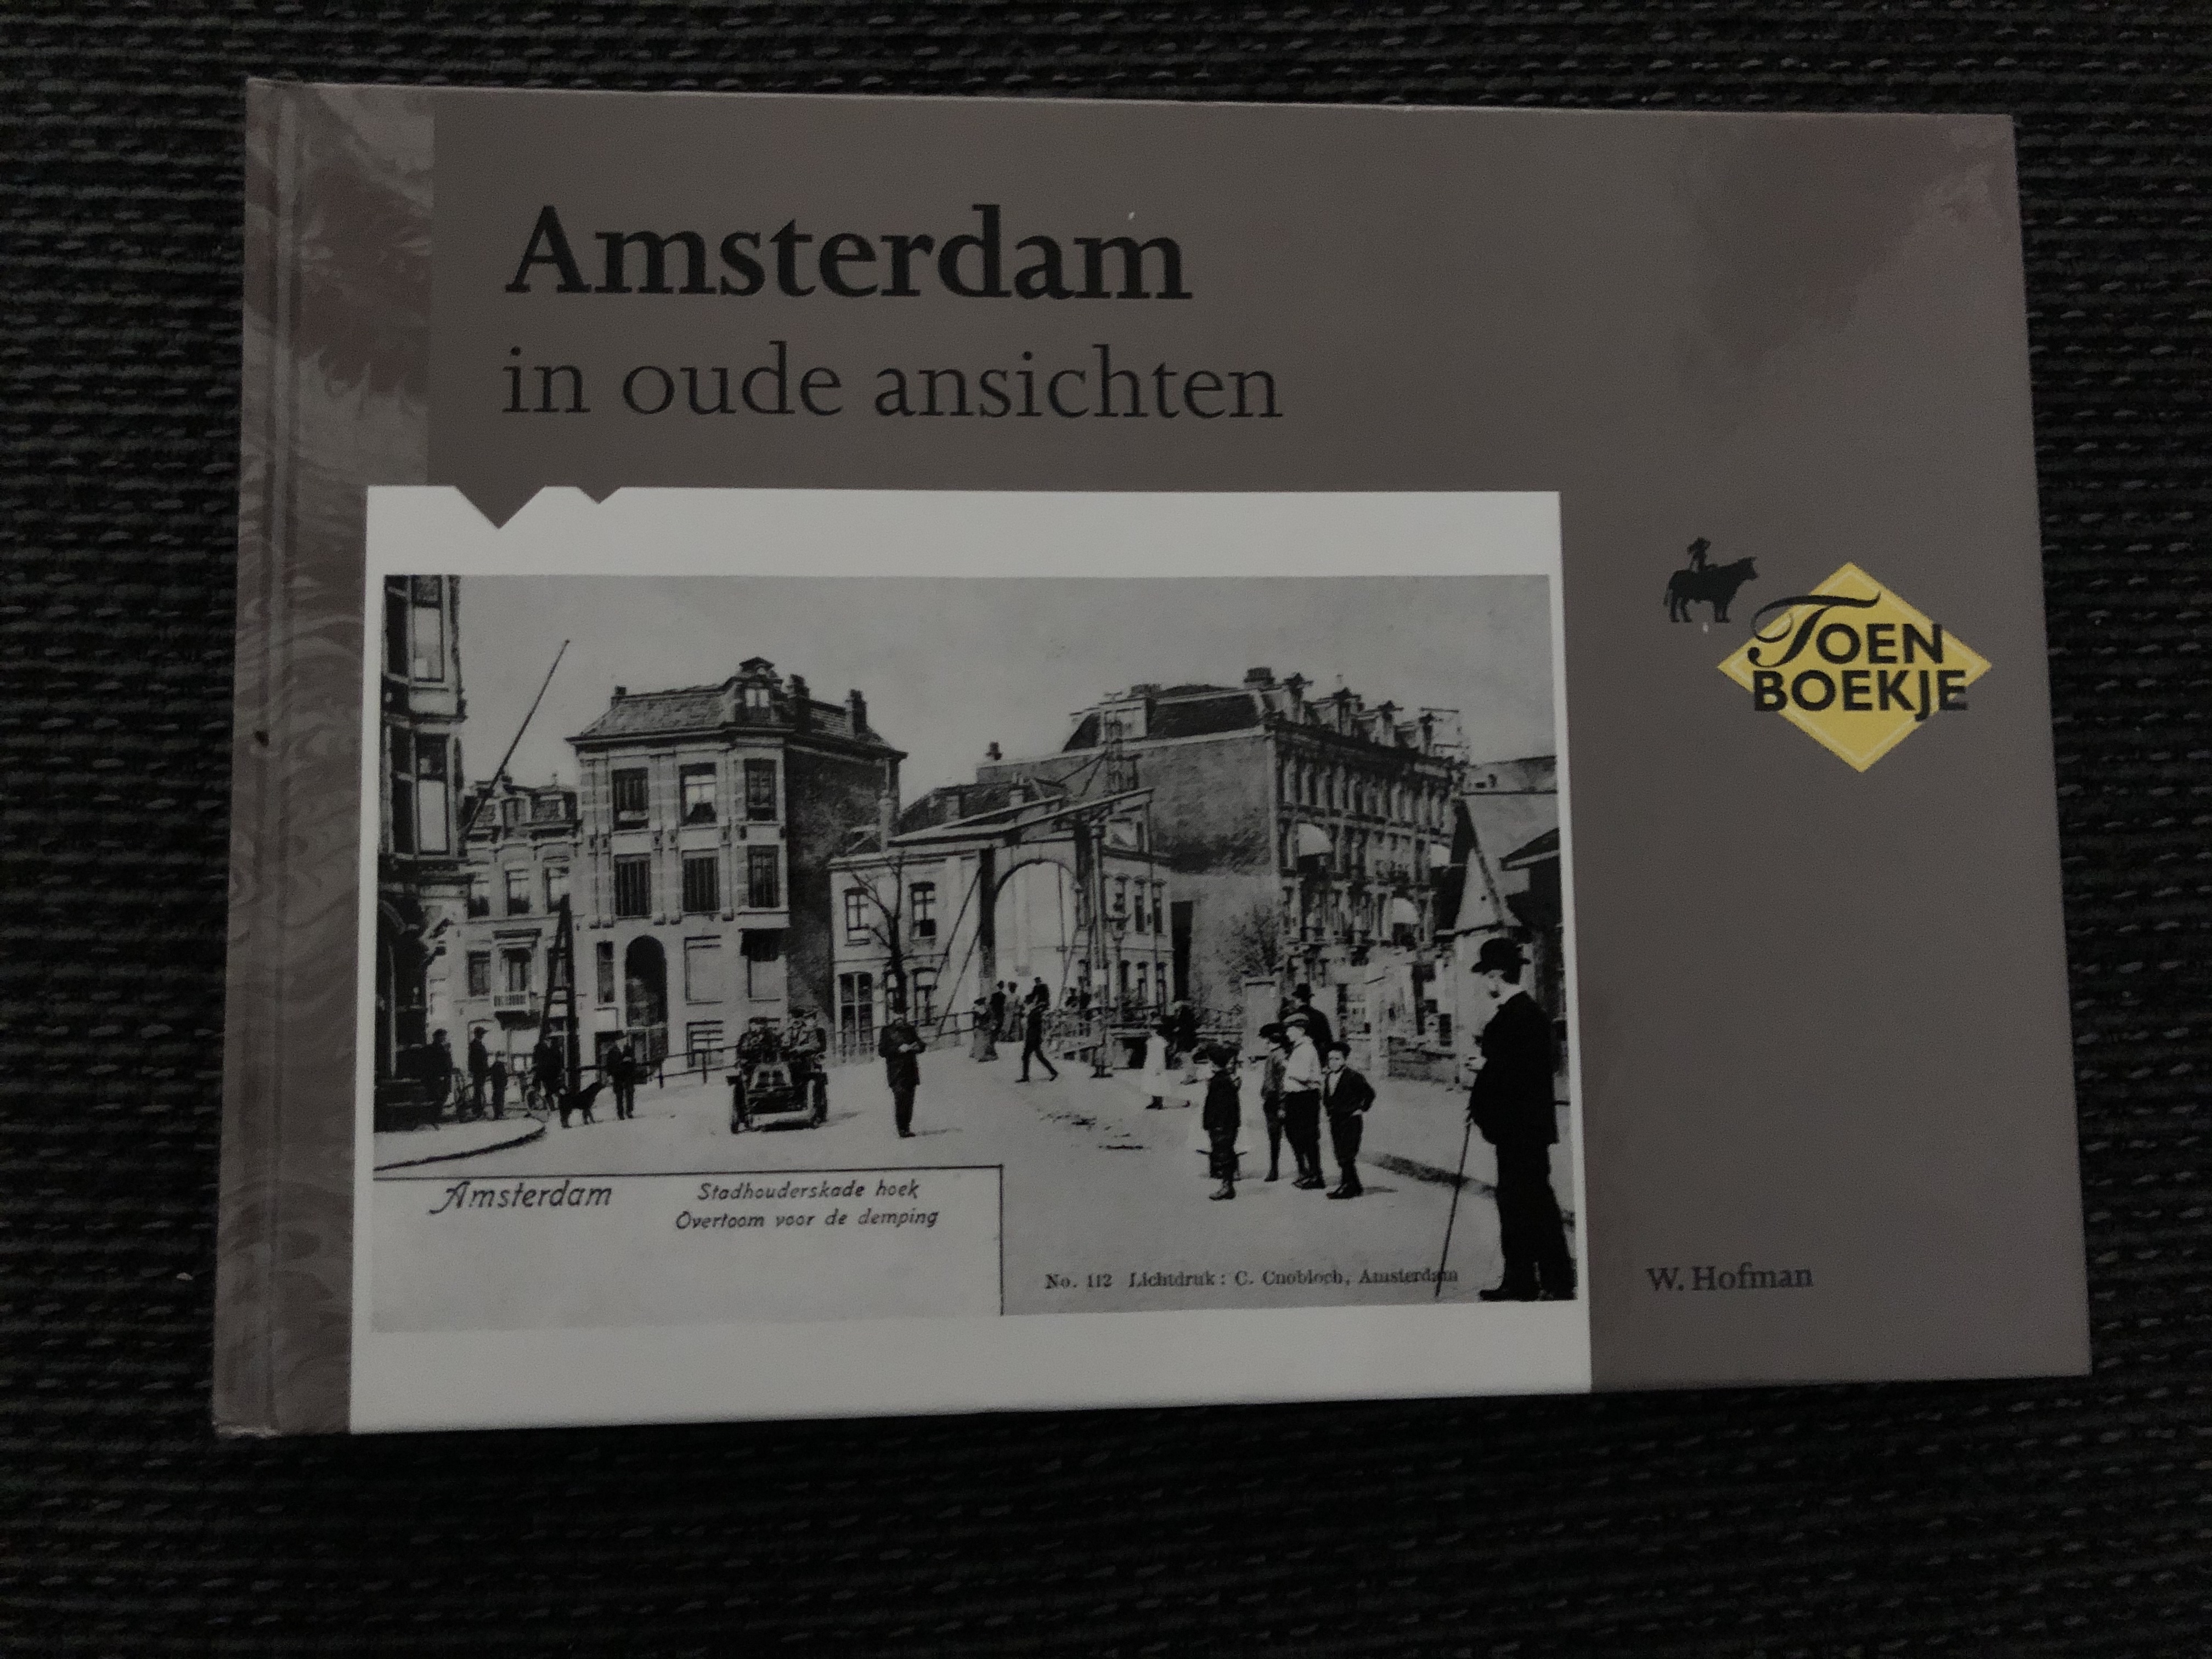 Amsterdam
in oude ansichten
TOEN
BOEKJE
Amsterdam
Stadhouderskade hoek
Overtoom voor de demping
No. 112 Lichtdruk: C. Cnobloch, Amsterdam
W. Hofman